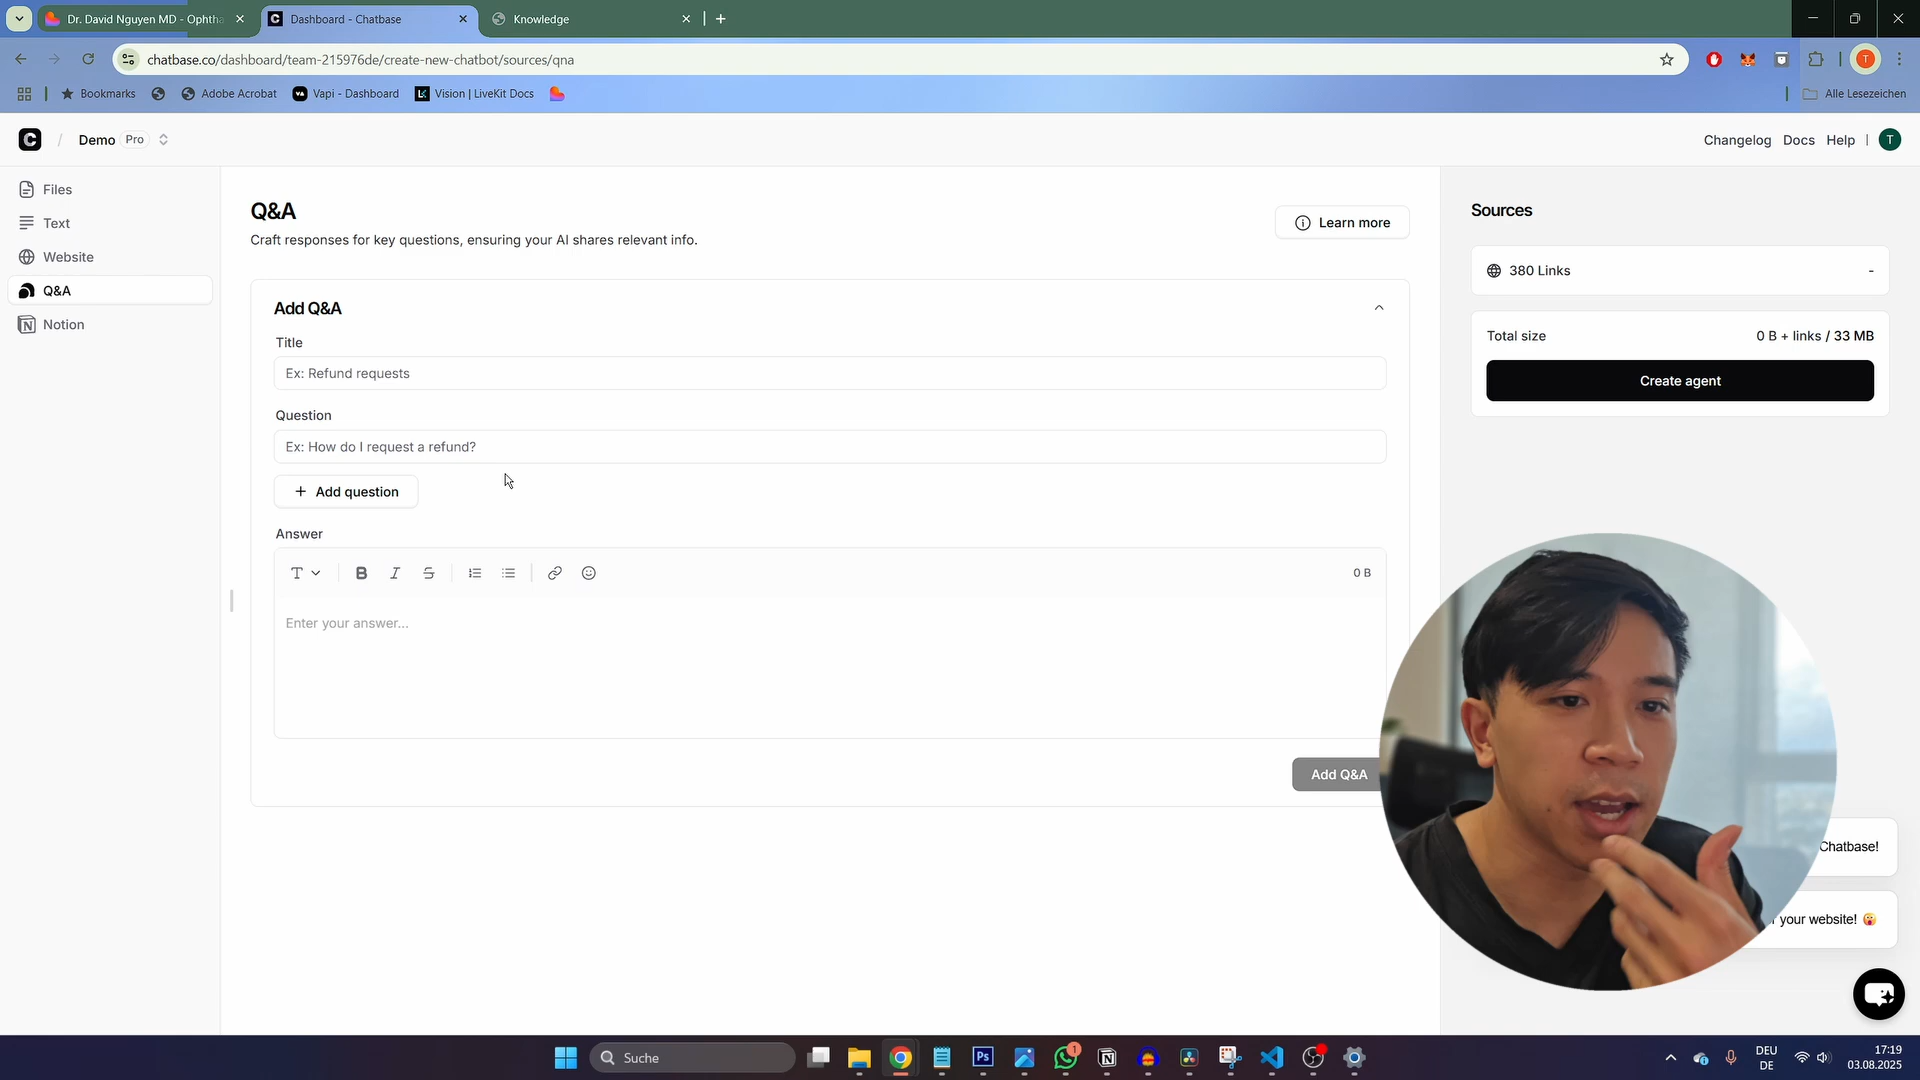 Dr. David Nguyen MD - Ophtha
Dashboard - Chatbase
Knowledge
chatbase.co/dashboard/team-215976de/create-new-chatbot/sources/qna
T
Bookmarks
Adobe Acrobat
Vapi - Dashboard
Vision | LiveKit Docs
Alle Lesezeichen
C / Demo Pro
Changelog Docs Help | T
Files
Text
Website
Q&A
Notion
Q&A
Craft responses for key questions, ensuring your AI shares relevant info.
Learn more
Add Q&A
Title
Ex: Refund requests
Question
Ex: How do I request a refund?
+ Add question
Answer
T B I S 0 B
Enter your answer...
Add Q&A
Sources
380 Links -
Total size 0 B + links / 33 MB
Create agent
Chatbase!
your website! 😜
Suche
Ps
1
DEU
DE
17:19
03.08.2025